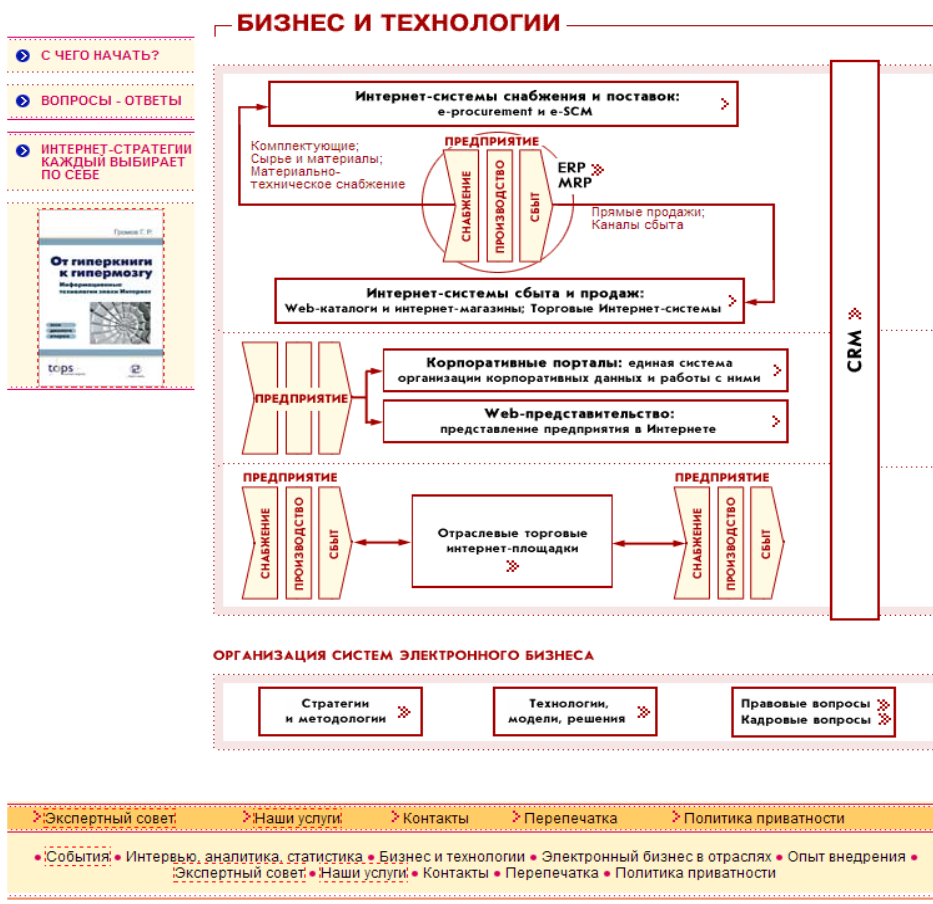 БИЗНЕС И ТЕХНОЛОГИИ
С ЧЕГО НАЧАТЬ?
ВОПРОСЫ - ОТВЕТЫ
ИНТЕРНЕТ-СТРАТЕГИИ
КАЖДЫЙ ВЫБИРАЕТ
ПО СЕБЕ
Громов Г. Р.
От гиперкниги
к гипермозгу
Информационные
технологии эпохи Интернет
tops
Интернет-системы снабжения и поставок:
e-procurement и e-SCM
Комплектующие;
Сырье и материалы;
Материально-
техническое снабжение
ПРЕДПРИЯТИЕ
СНАБЖЕНИЕ
ПРОИЗВОДСТВО
СБЫТ
ERP
MRP
Прямые продажи;
Каналы сбыта
Интернет-системы сбыта и продаж:
Web-каталоги и интернет-магазины; Торговые Интернет-системы
CRM
ПРЕДПРИЯТИЕ
Корпоративные порталы: единая система
организации корпоративных данных и работы с ними
Web-представительство:
представление предприятия в Интернете
ПРЕДПРИЯТИЕ
СНАБЖЕНИЕ
ПРОИЗВОДСТВО
СБЫТ
Отраслевые торговые
интернет-площадки
ПРЕДПРИЯТИЕ
СНАБЖЕНИЕ
ПРОИЗВОДСТВО
СБЫТ
ОРГАНИЗАЦИЯ СИСТЕМ ЭЛЕКТРОННОГО БИЗНЕСА
Стратегии
и методологии
Технологии,
модели, решения
Правовые вопросы
Кадровые вопросы
Экспертный совет Наши услуги Контакты Перепечатка Политика приватности
• События • Интервью, аналитика, статистика • Бизнес и технологии • Электронный бизнес в отраслях • Опыт внедрения •
Экспертный совет • Наши услуги • Контакты • Перепечатка • Политика приватности